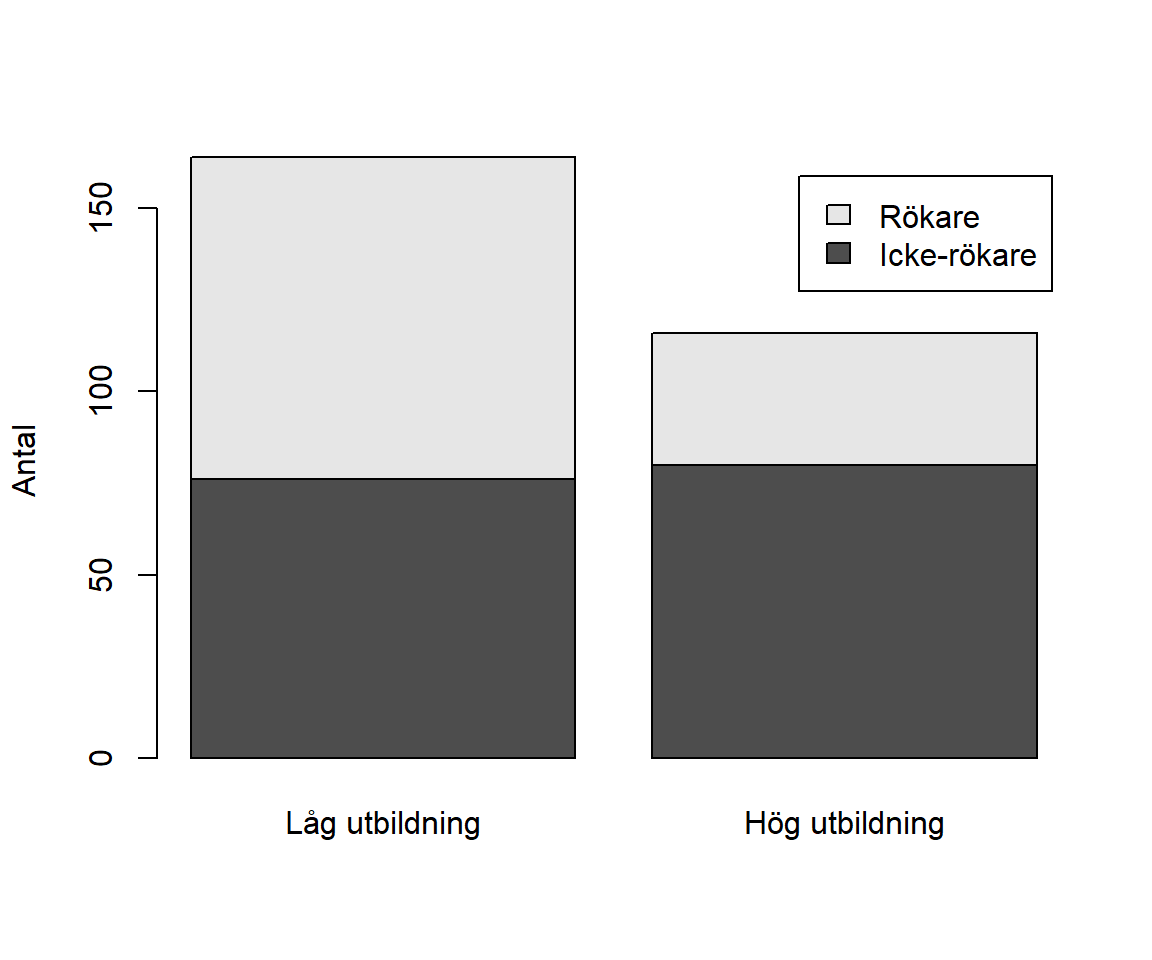 Antal
150
100
50
0
Rökare
Icke-rökare
Låg utbildning
Hög utbildning